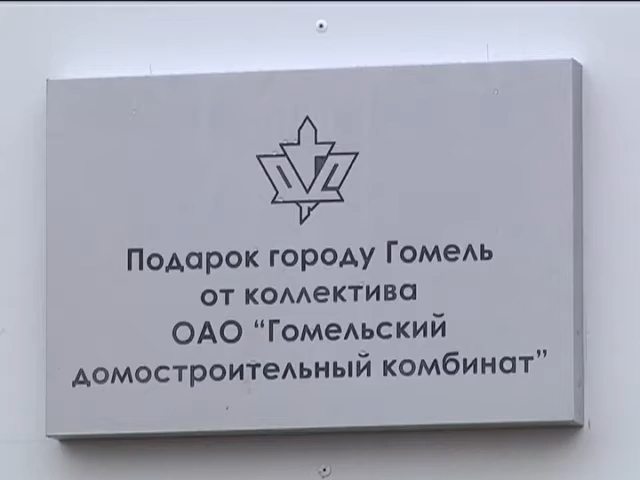 Подарок городу Гомель
от коллектива
ОАО “Гомельский
домостроительный комбинат”